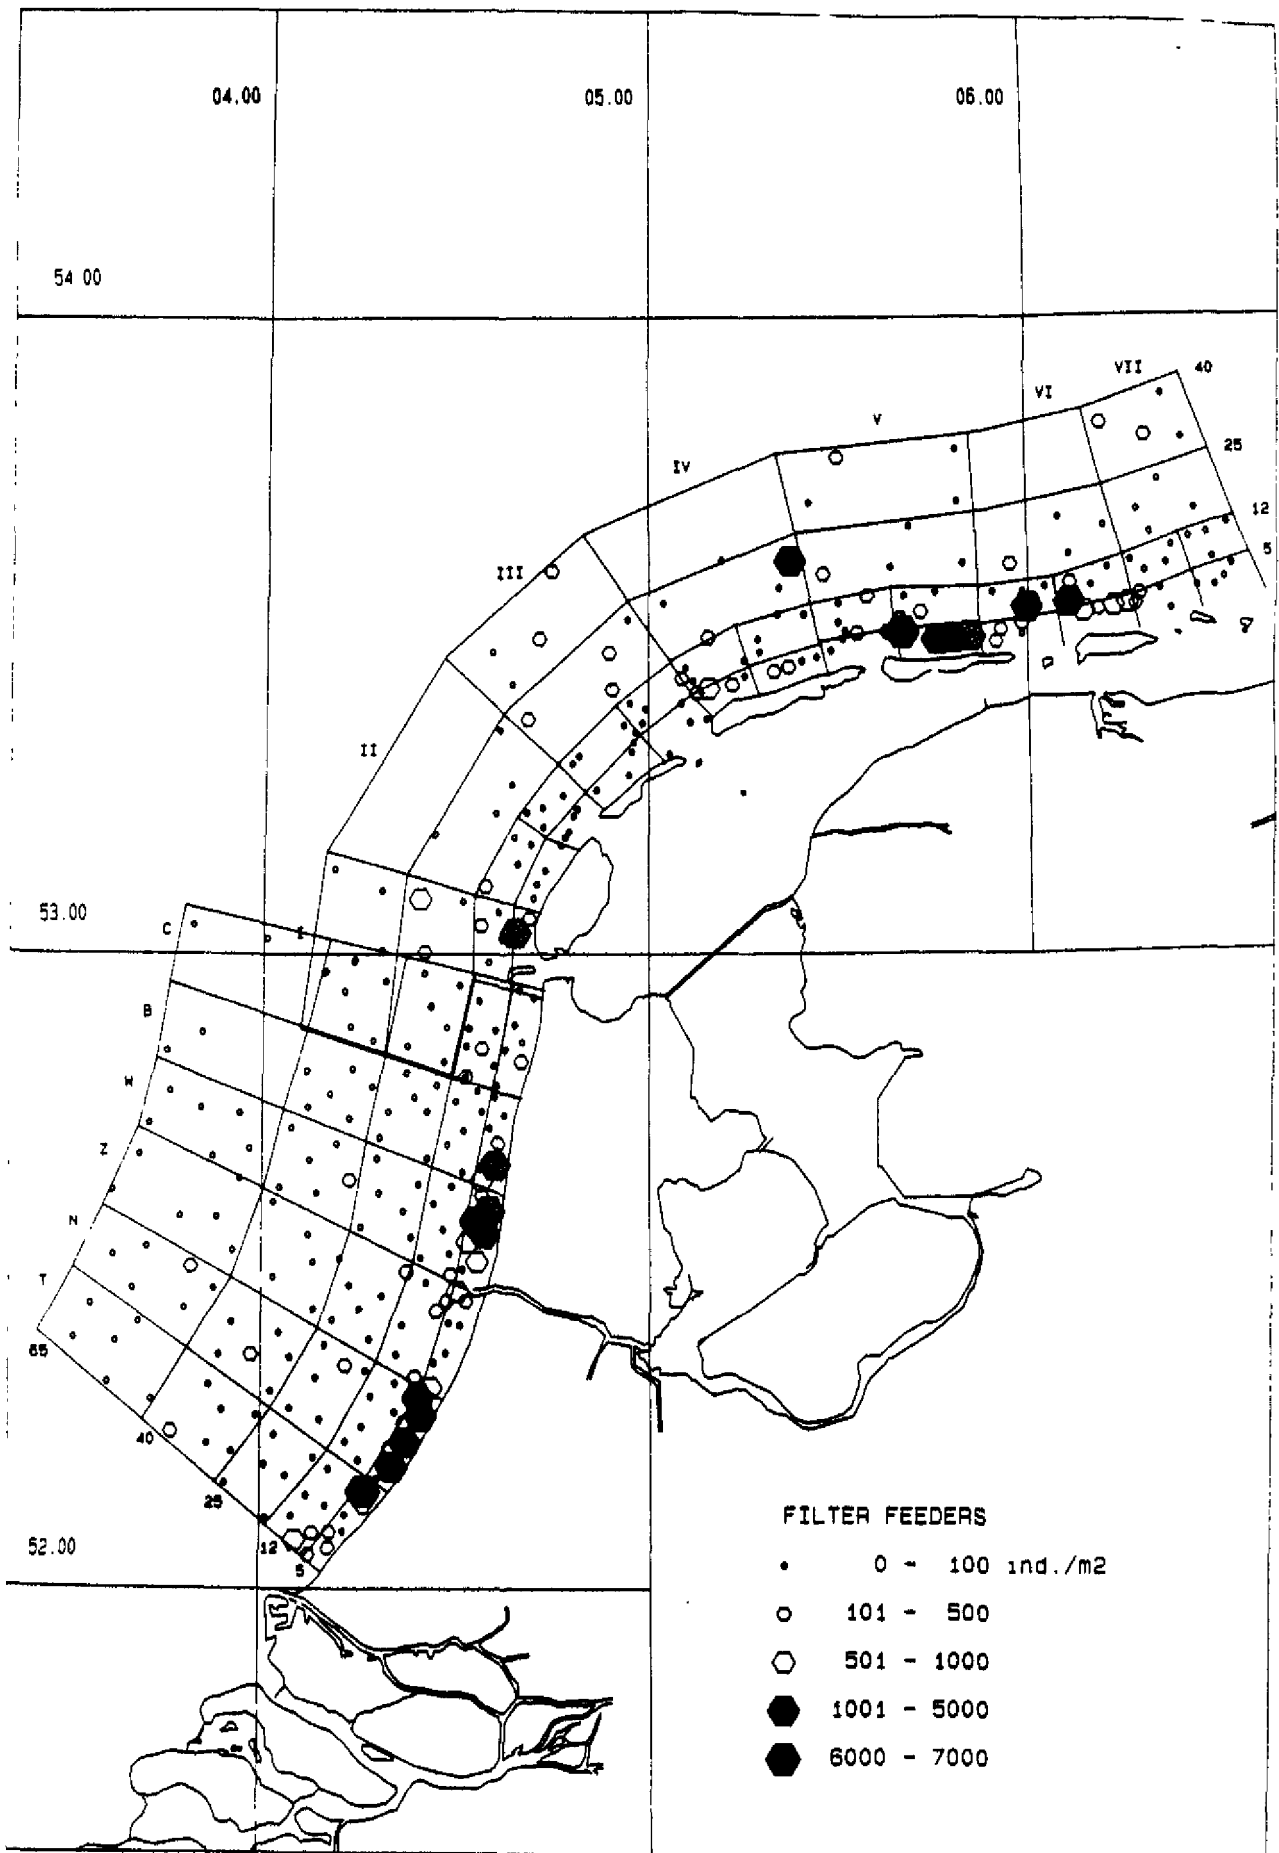 04.00
05.00
06.00
54 00
VII
40
VI
V
25
IV
12
5
III
II
53.00
C
I
B
W
Z
N
T
65
40
25
12
5
52.00
FILTER FEEDERS
0 - 100 ind./m2
101 - 500
501 - 1000
1001 - 5000
6000 - 7000